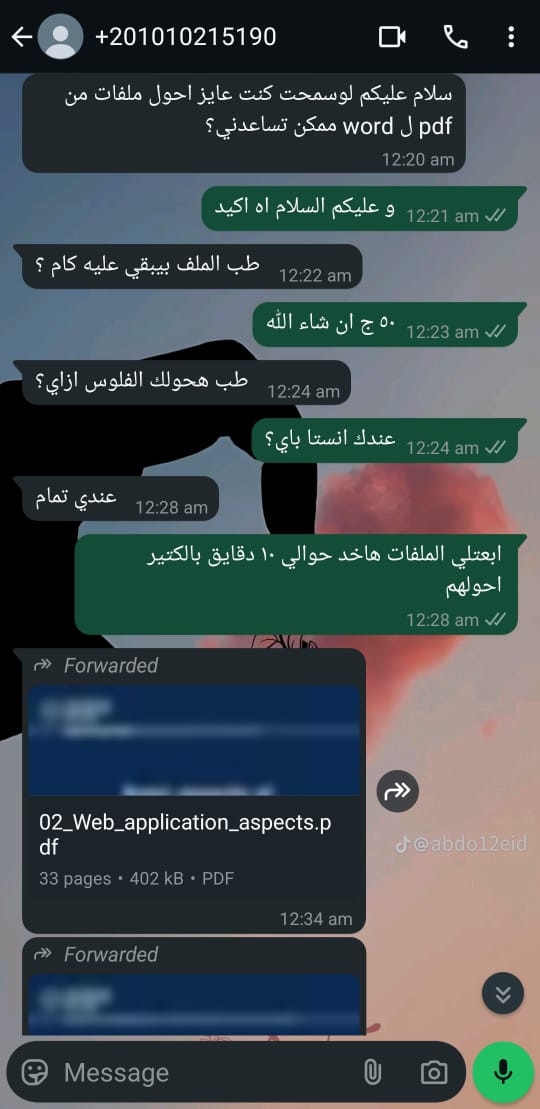 +201010215190
سلام عليكم لوسمحت كنت عايز احول ملفات من
pdf ل word ممكن تساعدني؟
12:20 am
و عليكم السلام اه اكيد
12:21 am
طب الملف بيبقي عليه كام ؟
12:22 am
٥٠ ج ان شاء الله
12:23 am
طب هحولك الفلوس ازاي؟
12:24 am
عندك انستا باي؟
12:24 am
عندي تمام
12:28 am
ابعتلي الملفات هاخد حوالي ١٠ دقايق بالكتير
احولهم
12:28 am
Forwarded
02_Web_application_aspects.p
df
33 pages • 402 kB • PDF
12:34 am
@abdo12eid
Forwarded
Message